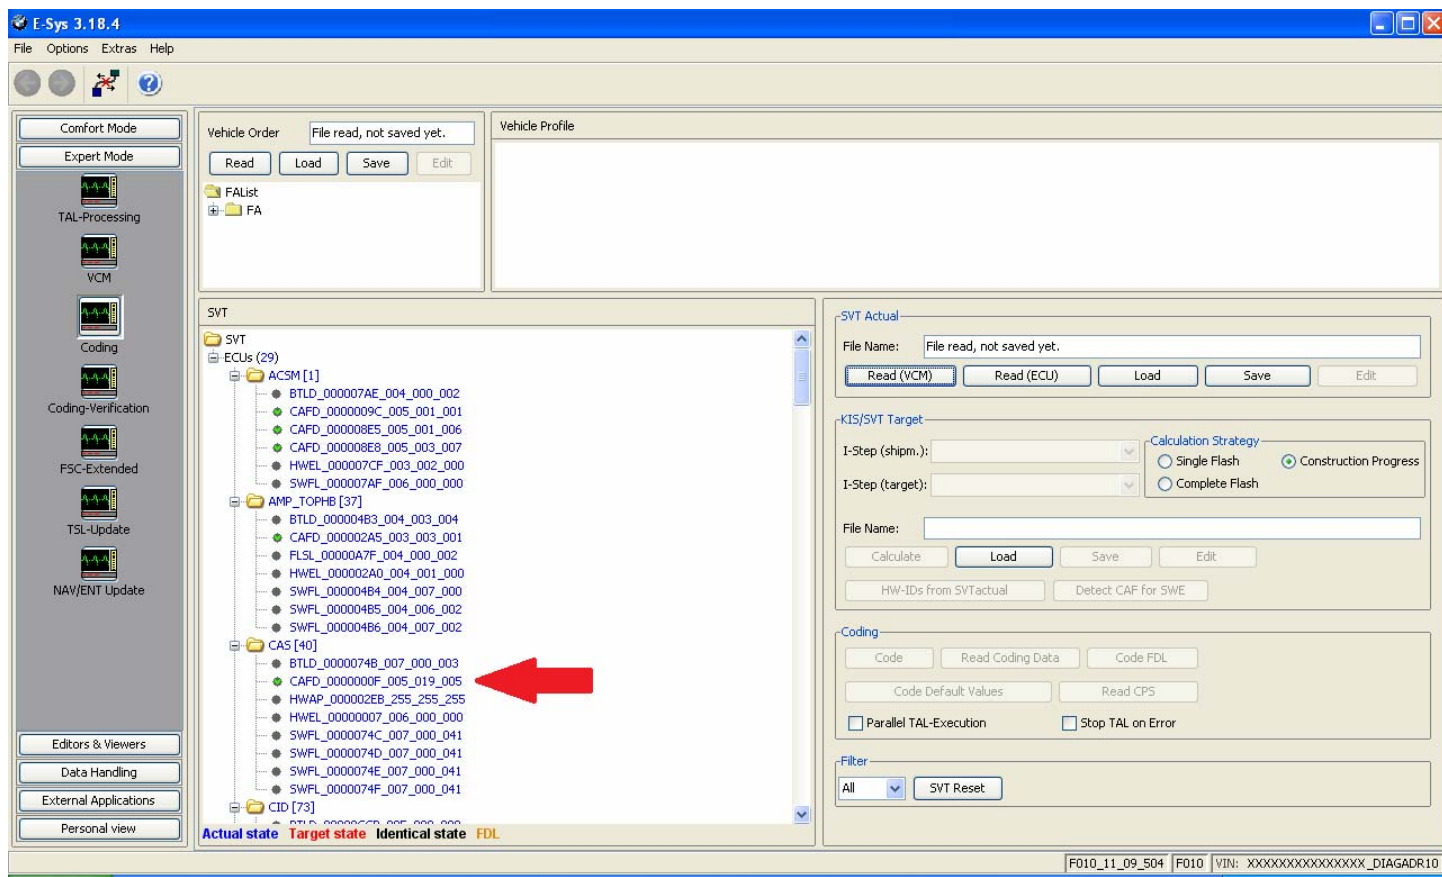 E-Sys 3.18.4
File Options Extras Help
Comfort Mode
Expert Mode
TAL-Processing
VCM
Coding
Coding-Verification
FSC-Extended
TSL-Update
NAV/ENT Update
Editors & Viewers
Data Handling
External Applications
Personal view
Vehicle Order File read, not saved yet.
Read Load Save Edit
FAList
FA
Vehicle Profile
SVT
SVT
ECUs (29)
ACSM [1]
BTLD_000007AE_004_000_002
CAFD_0000009C_005_001_001
CAFD_000008E5_005_001_006
CAFD_000008E8_005_003_007
HWEL_000007CF_003_002_000
SWFL_000007AF_006_000_000
AMP_TOPHB [37]
BTLD_000004B3_004_003_004
CAFD_000002A5_003_003_001
FLSL_00000A7F_004_000_002
HWEL_000002A0_004_001_000
SWFL_000004B4_004_007_000
SWFL_000004B5_004_006_002
SWFL_000004B6_004_007_002
CAS [40]
BTLD_0000074B_007_000_003
CAFD_0000000F_005_019_005
HWAP_000002EB_255_255_255
HWEL_00000007_006_000_000
SWFL_0000074C_007_000_041
SWFL_0000074D_007_000_041
SWFL_0000074E_007_000_041
SWFL_0000074F_007_000_041
CID [73]
Actual state Target state Identical state FDL
SVT Actual
File Name: File read, not saved yet.
Read (VCM) Read (ECU) Load Save Edit
KIS/SVT Target
I-Step (shipm.):
I-Step (target):
Calculation Strategy
Single Flash Construction Progress
Complete Flash
File Name:
Calculate Load Save Edit
HW-IDs from SVTactual Detect CAF for SWE
Coding
Code Read Coding Data Code FDL
Code Default Values Read CPS
Parallel TAL-Execution Stop TAL on Error
Filter
All SVT Reset
F010_11_09_504 F010 VIN: XXXXXXXXXXXXXXX_DIAGADR10